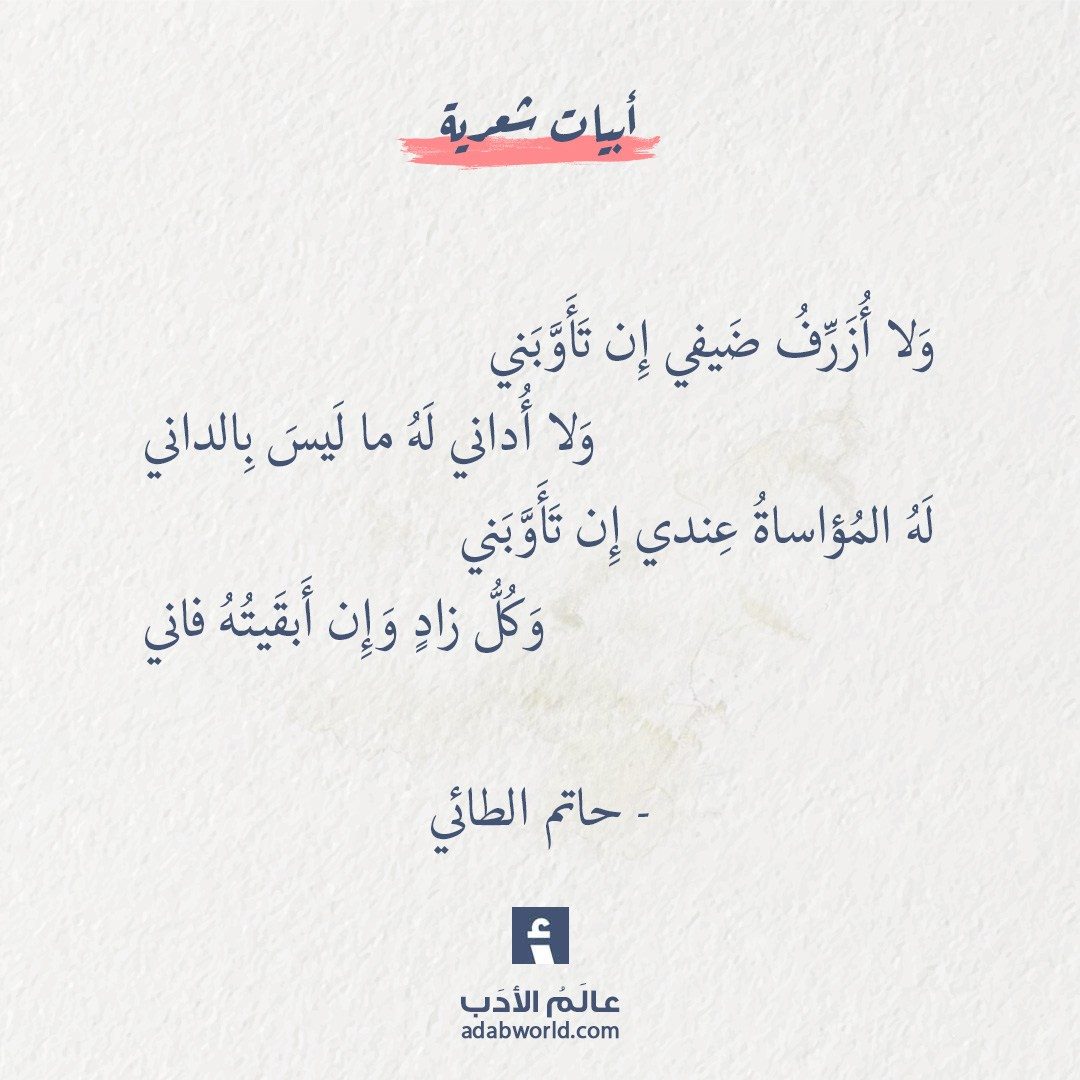 أبيات شعرية
وَلا أُزَرِّفُ ضَيفي إِن تَأَوَّبَني
وَلا أُداني لَهُ ما لَيسَ بِالداني
لَهُ المُؤاساةُ عِندي إِن تَأَوَّبَني
وَكُلُّ زادٍ وَإِن أَبقَيتُهُ فاني
- حاتم الطائي
أ
عالَمُ الأدَب
adabworld.com